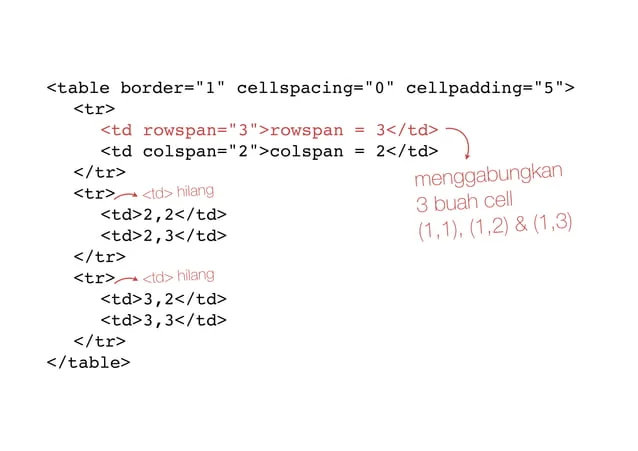 <table border="1" cellspacing="0" cellpadding="5">
<tr>
<td rowspan="3">rowspan = 3</td>
<td colspan="2">colspan = 2</td>
</tr>
<tr> <td> hilang
<td>2,2</td>
<td>2,3</td>
</tr>
<tr> <td> hilang
<td>3,2</td>
<td>3,3</td>
</tr>
</table>
menggabungkan
3 buah cell
(1,1), (1,2) & (1,3)